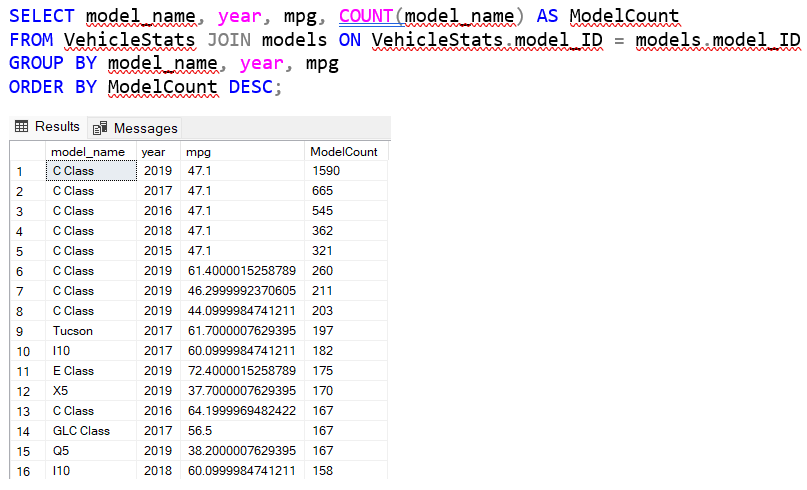 SELECT model_name, year, mpg, COUNT(model_name) AS ModelCount
FROM VehicleStats JOIN models ON VehicleStats.model_ID = models.model_ID
GROUP BY model_name, year, mpg
ORDER BY ModelCount DESC;
Results Messages
model_name year mpg ModelCount
1 C Class 2019 47.1 1590
2 C Class 2017 47.1 665
3 C Class 2016 47.1 545
4 C Class 2018 47.1 362
5 C Class 2015 47.1 321
6 C Class 2019 61.4000015258789 260
7 C Class 2019 46.2999992370605 211
8 C Class 2019 44.0999984741211 203
9 Tucson 2017 61.7000007629395 197
10 I10 2017 60.0999984741211 182
11 E Class 2019 72.4000015258789 175
12 X5 2019 37.7000007629395 170
13 C Class 2016 64.1999969482422 167
14 GLC Class 2017 56.5 167
15 Q5 2019 38.2000007629395 167
16 I10 2018 60.0999984741211 158